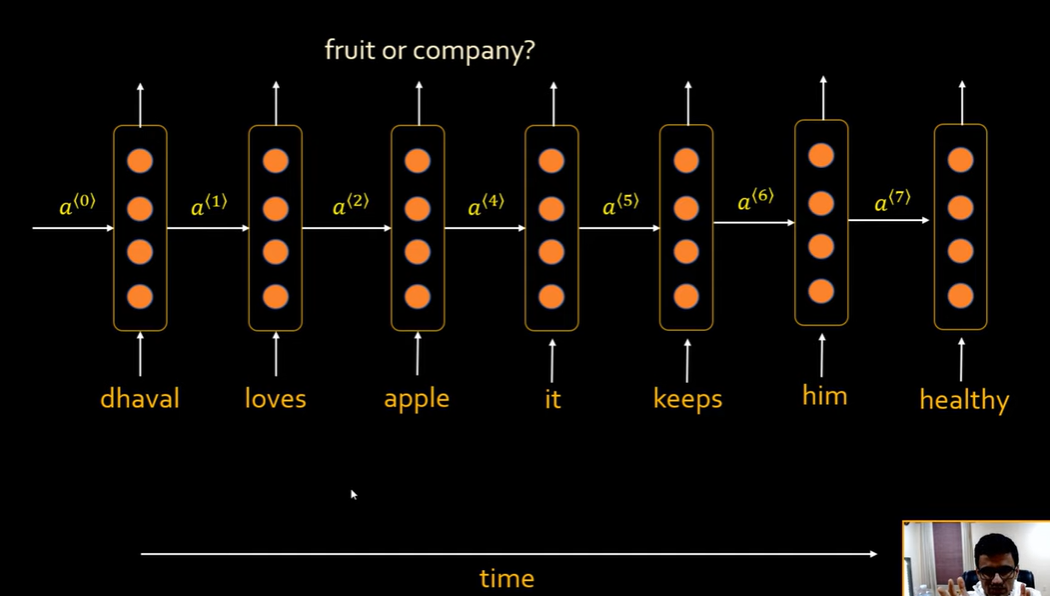 fruit or company?
a⟨0⟩ a⟨1⟩ a⟨2⟩ a⟨4⟩ a⟨5⟩ a⟨6⟩ a⟨7⟩
dhaval loves apple it keeps him healthy
time